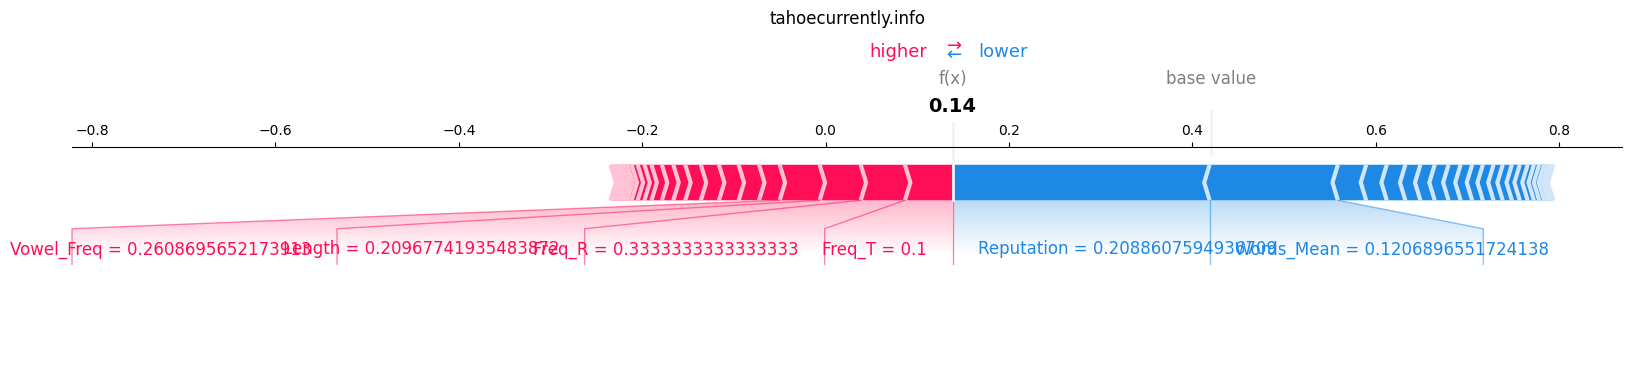 tahoecurrently.info
higher ⇄ lower
f(x) base value
0.14
−0.8 −0.6 −0.4 −0.2 0.0 0.2 0.4 0.6 0.8
Vowel_Freq = 0.2608695652173913 Length = 0.20967741935483872 Freq_R = 0.3333333333333333 Freq_T = 0.1 Reputation = 0.2088607594936709 Words_Mean = 0.1206896551724138